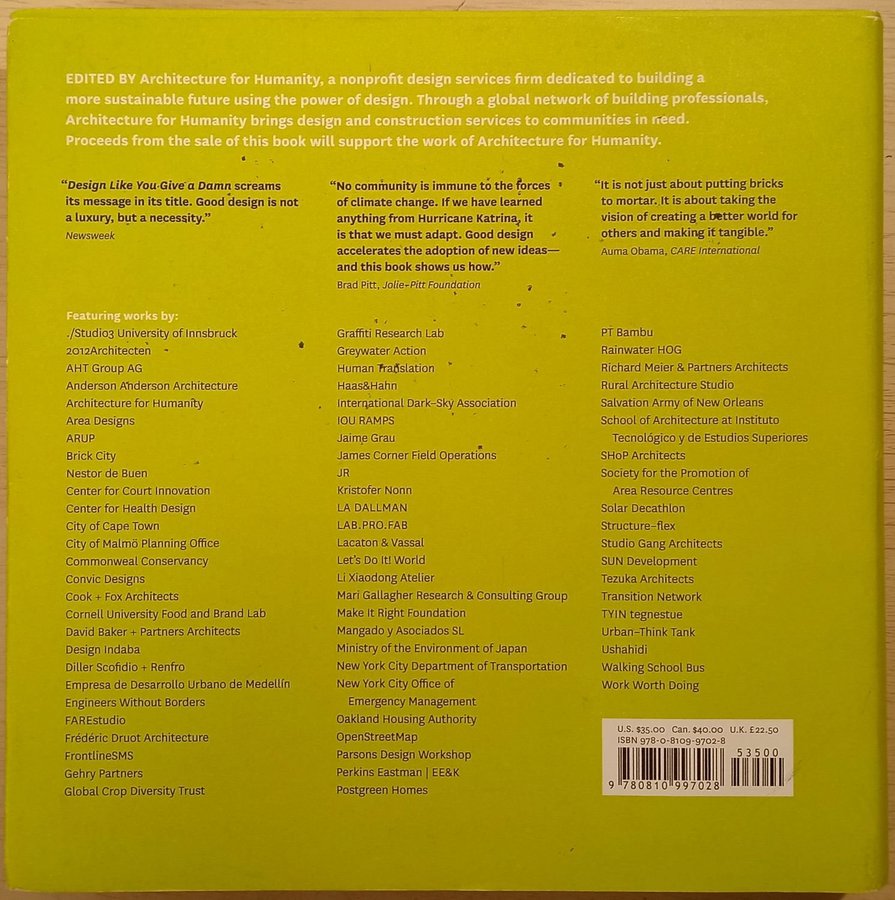 EDITED BY Architecture for Humanity, a nonprofit design services firm dedicated to building a
more sustainable future using the power of design. Through a global network of building professionals,
Architecture for Humanity brings design and construction services to communities in need.
Proceeds from the sale of this book will support the work of Architecture for Humanity.
“Design Like You Give a Damn screams
its message in its title. Good design is not
a luxury, but a necessity.”
Newsweek
“No community is immune to the forces
of climate change. If we have learned
anything from Hurricane Katrina, it
is that we must adapt. Good design
accelerates the adoption of new ideas—
and this book shows us how.”
Brad Pitt, Jolie-Pitt Foundation
“It is not just about putting bricks
to mortar. It is about taking the
vision of creating a better world for
others and making it tangible.”
Auma Obama, CARE International
Featuring works by:
./Studio3 University of Innsbruck
2012Architecten
AHT Group AG
Anderson Anderson Architecture
Architecture for Humanity
Area Designs
ARUP
Brick City
Nestor de Buen
Center for Court Innovation
Center for Health Design
City of Cape Town
City of Malmö Planning Office
Commonweal Conservancy
Convic Designs
Cook + Fox Architects
Cornell University Food and Brand Lab
David Baker + Partners Architects
Design Indaba
Diller Scofidio + Renfro
Empresa de Desarrollo Urbano de Medellín
Engineers Without Borders
FAREstudio
Frédéric Druot Architecture
FrontlineSMS
Gehry Partners
Global Crop Diversity Trust
Graffiti Research Lab
Greywater Action
Human Translation
Haas&Hahn
International Dark-Sky Association
IOU RAMPS
Jaime Grau
James Corner Field Operations
JR
Kristofer Nonn
LA DALLMAN
LAB.PRO.FAB
Lacaton & Vassal
Let’s Do It! World
Li Xiaodong Atelier
Mari Gallagher Research & Consulting Group
Make It Right Foundation
Mangado y Asociados SL
Ministry of the Environment of Japan
New York City Department of Transportation
New York City Office of
Emergency Management
Oakland Housing Authority
OpenStreetMap
Parsons Design Workshop
Perkins Eastman | EE&K
Postgreen Homes
PT Bambu
Rainwater HOG
Richard Meier & Partners Architects
Rural Architecture Studio
Salvation Army of New Orleans
School of Architecture at Instituto
Tecnológico y de Estudios Superiores
SHoP Architects
Society for the Promotion of
Area Resource Centres
Solar Decathlon
Structure-flex
Studio Gang Architects
SUN Development
Tezuka Architects
Transition Network
TYIN tegnestue
Urban-Think Tank
Ushahidi
Walking School Bus
Work Worth Doing
U.S. $35.00 Can. $40.00 U.K. £22.50
ISBN 978-0-8109-9702-8
53500
9 780810 997028